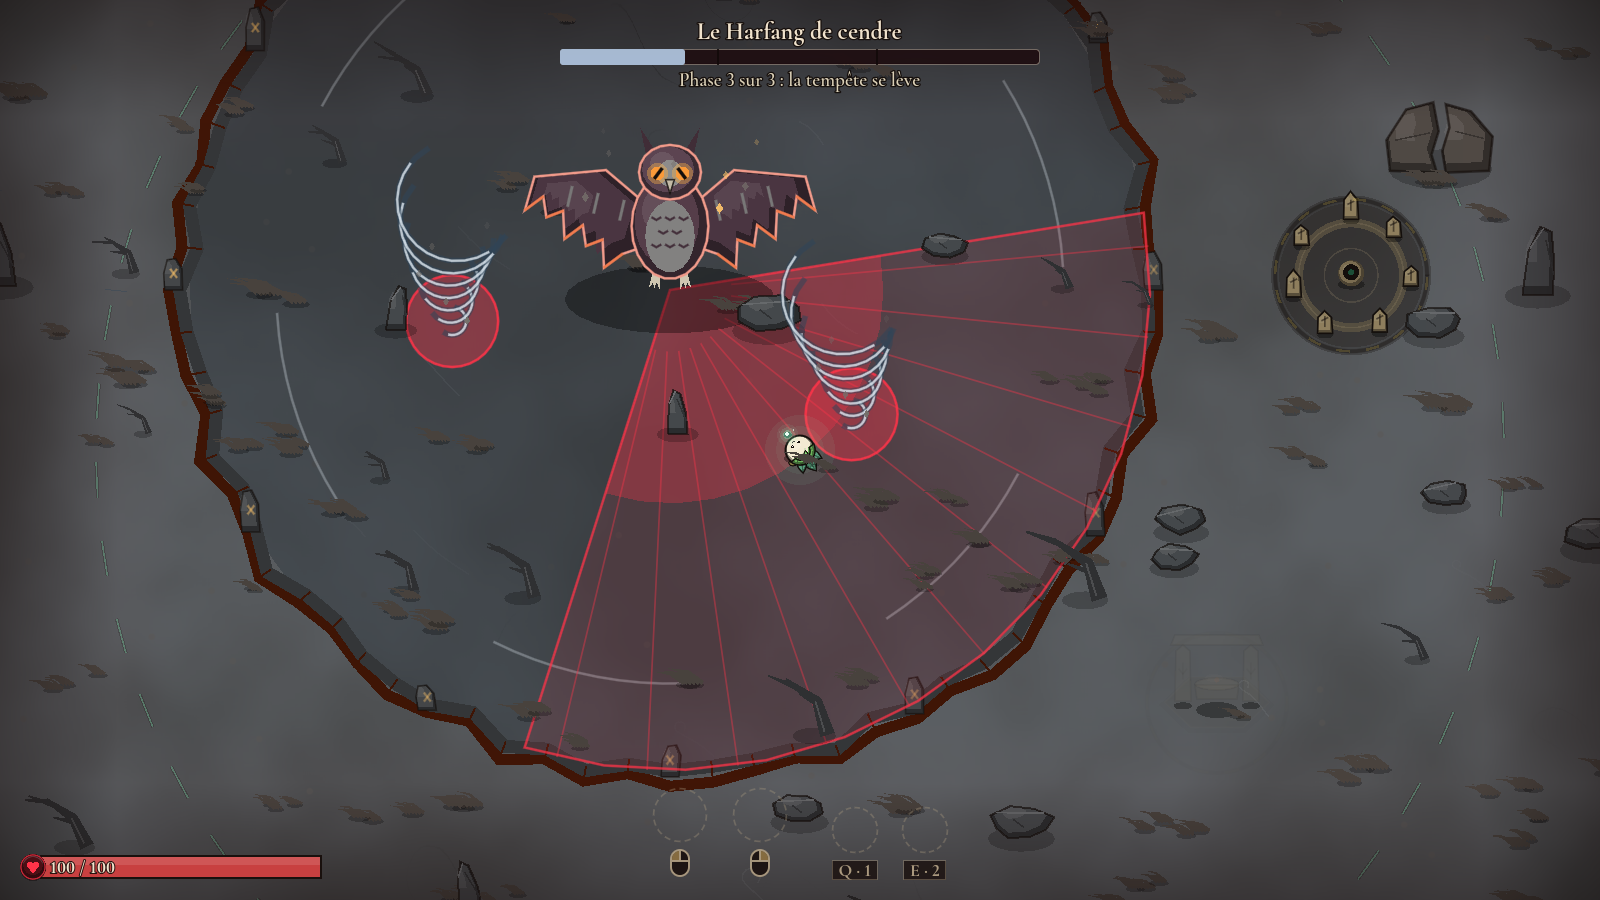 Le Harfang de cendre
Phase 3 sur 3 : la tempête se lève
100 / 100
Q · 1
E · 2